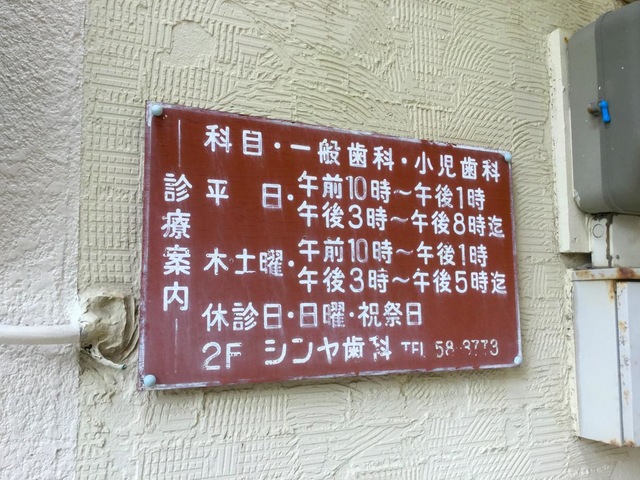 診療案内
科目・一般歯科・小児歯科
平日・午前10時〜午後1時
午後3時〜午後8時迄
木土曜・午前10時〜午後1時
午後3時〜午後5時迄
休診日・日曜・祝祭日
2F シンヤ歯科 TEL 58-3773